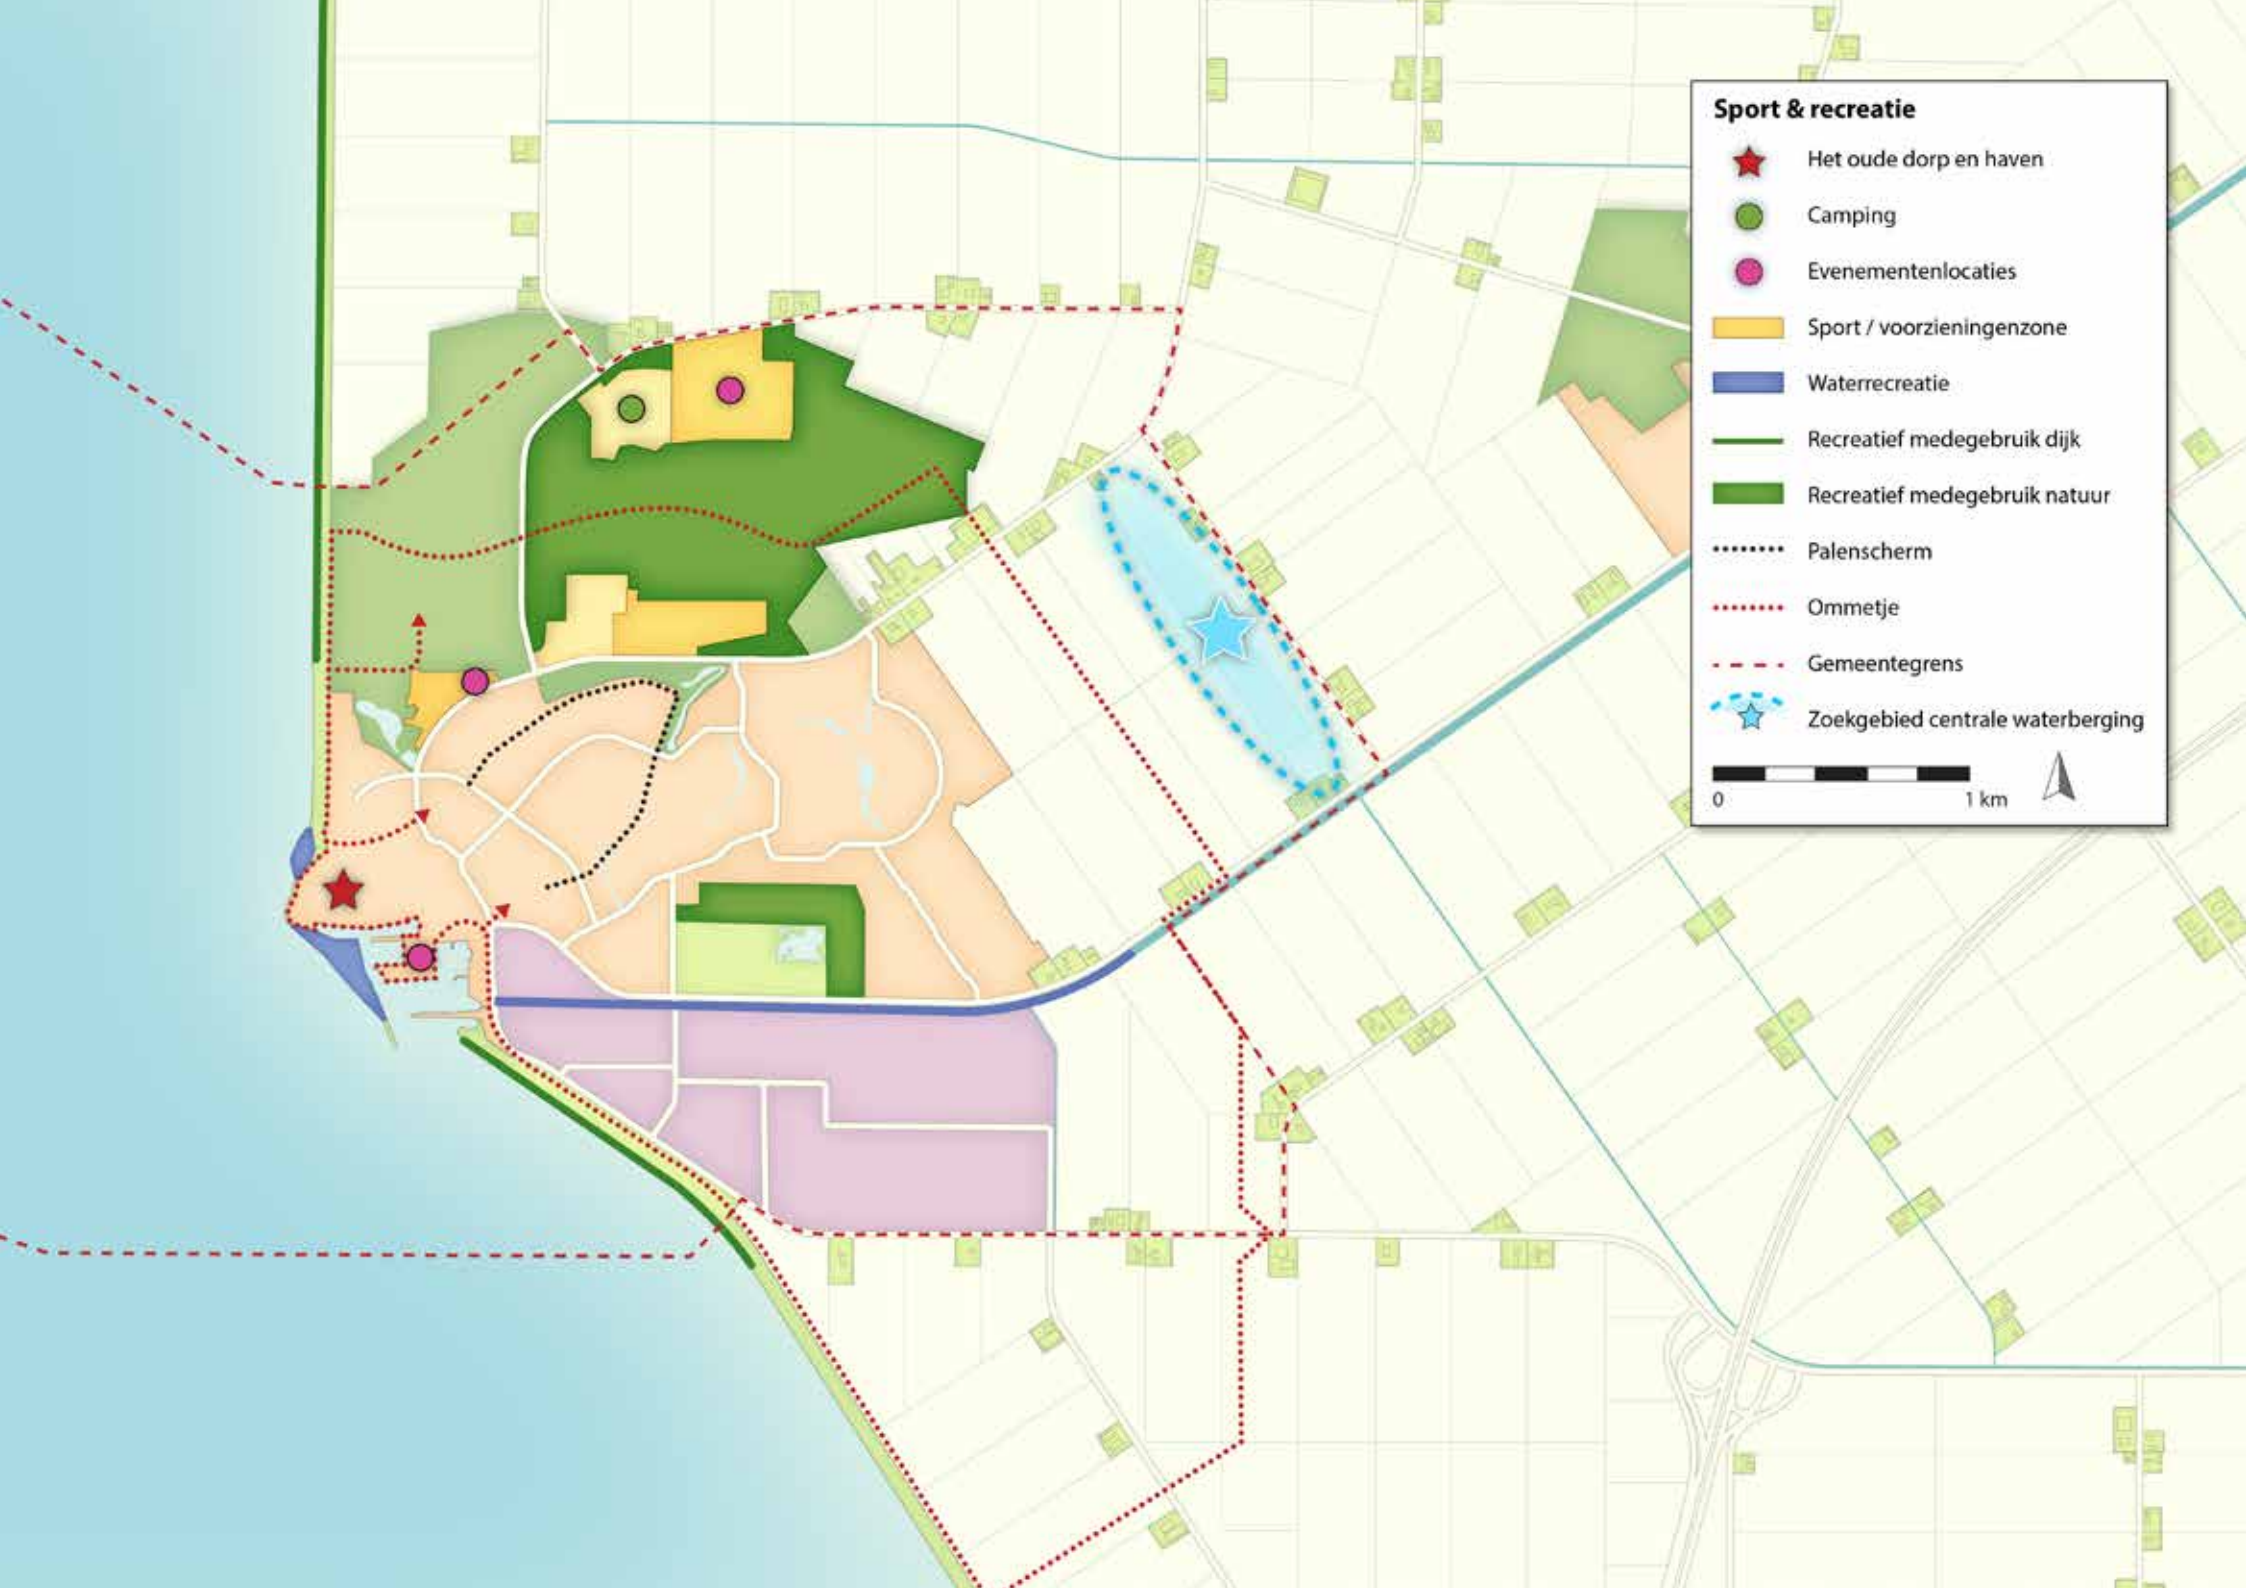 Sport & recreatie
Het oude dorp en haven
Camping
Evenementenlocaties
Sport / voorzieningenzone
Waterrecreatie
Recreatief medegebruik dijk
Recreatief medegebruik natuur
Palenscherm
Ommetje
Gemeentegrens
Zoekgebied centrale waterberging
0 1 km